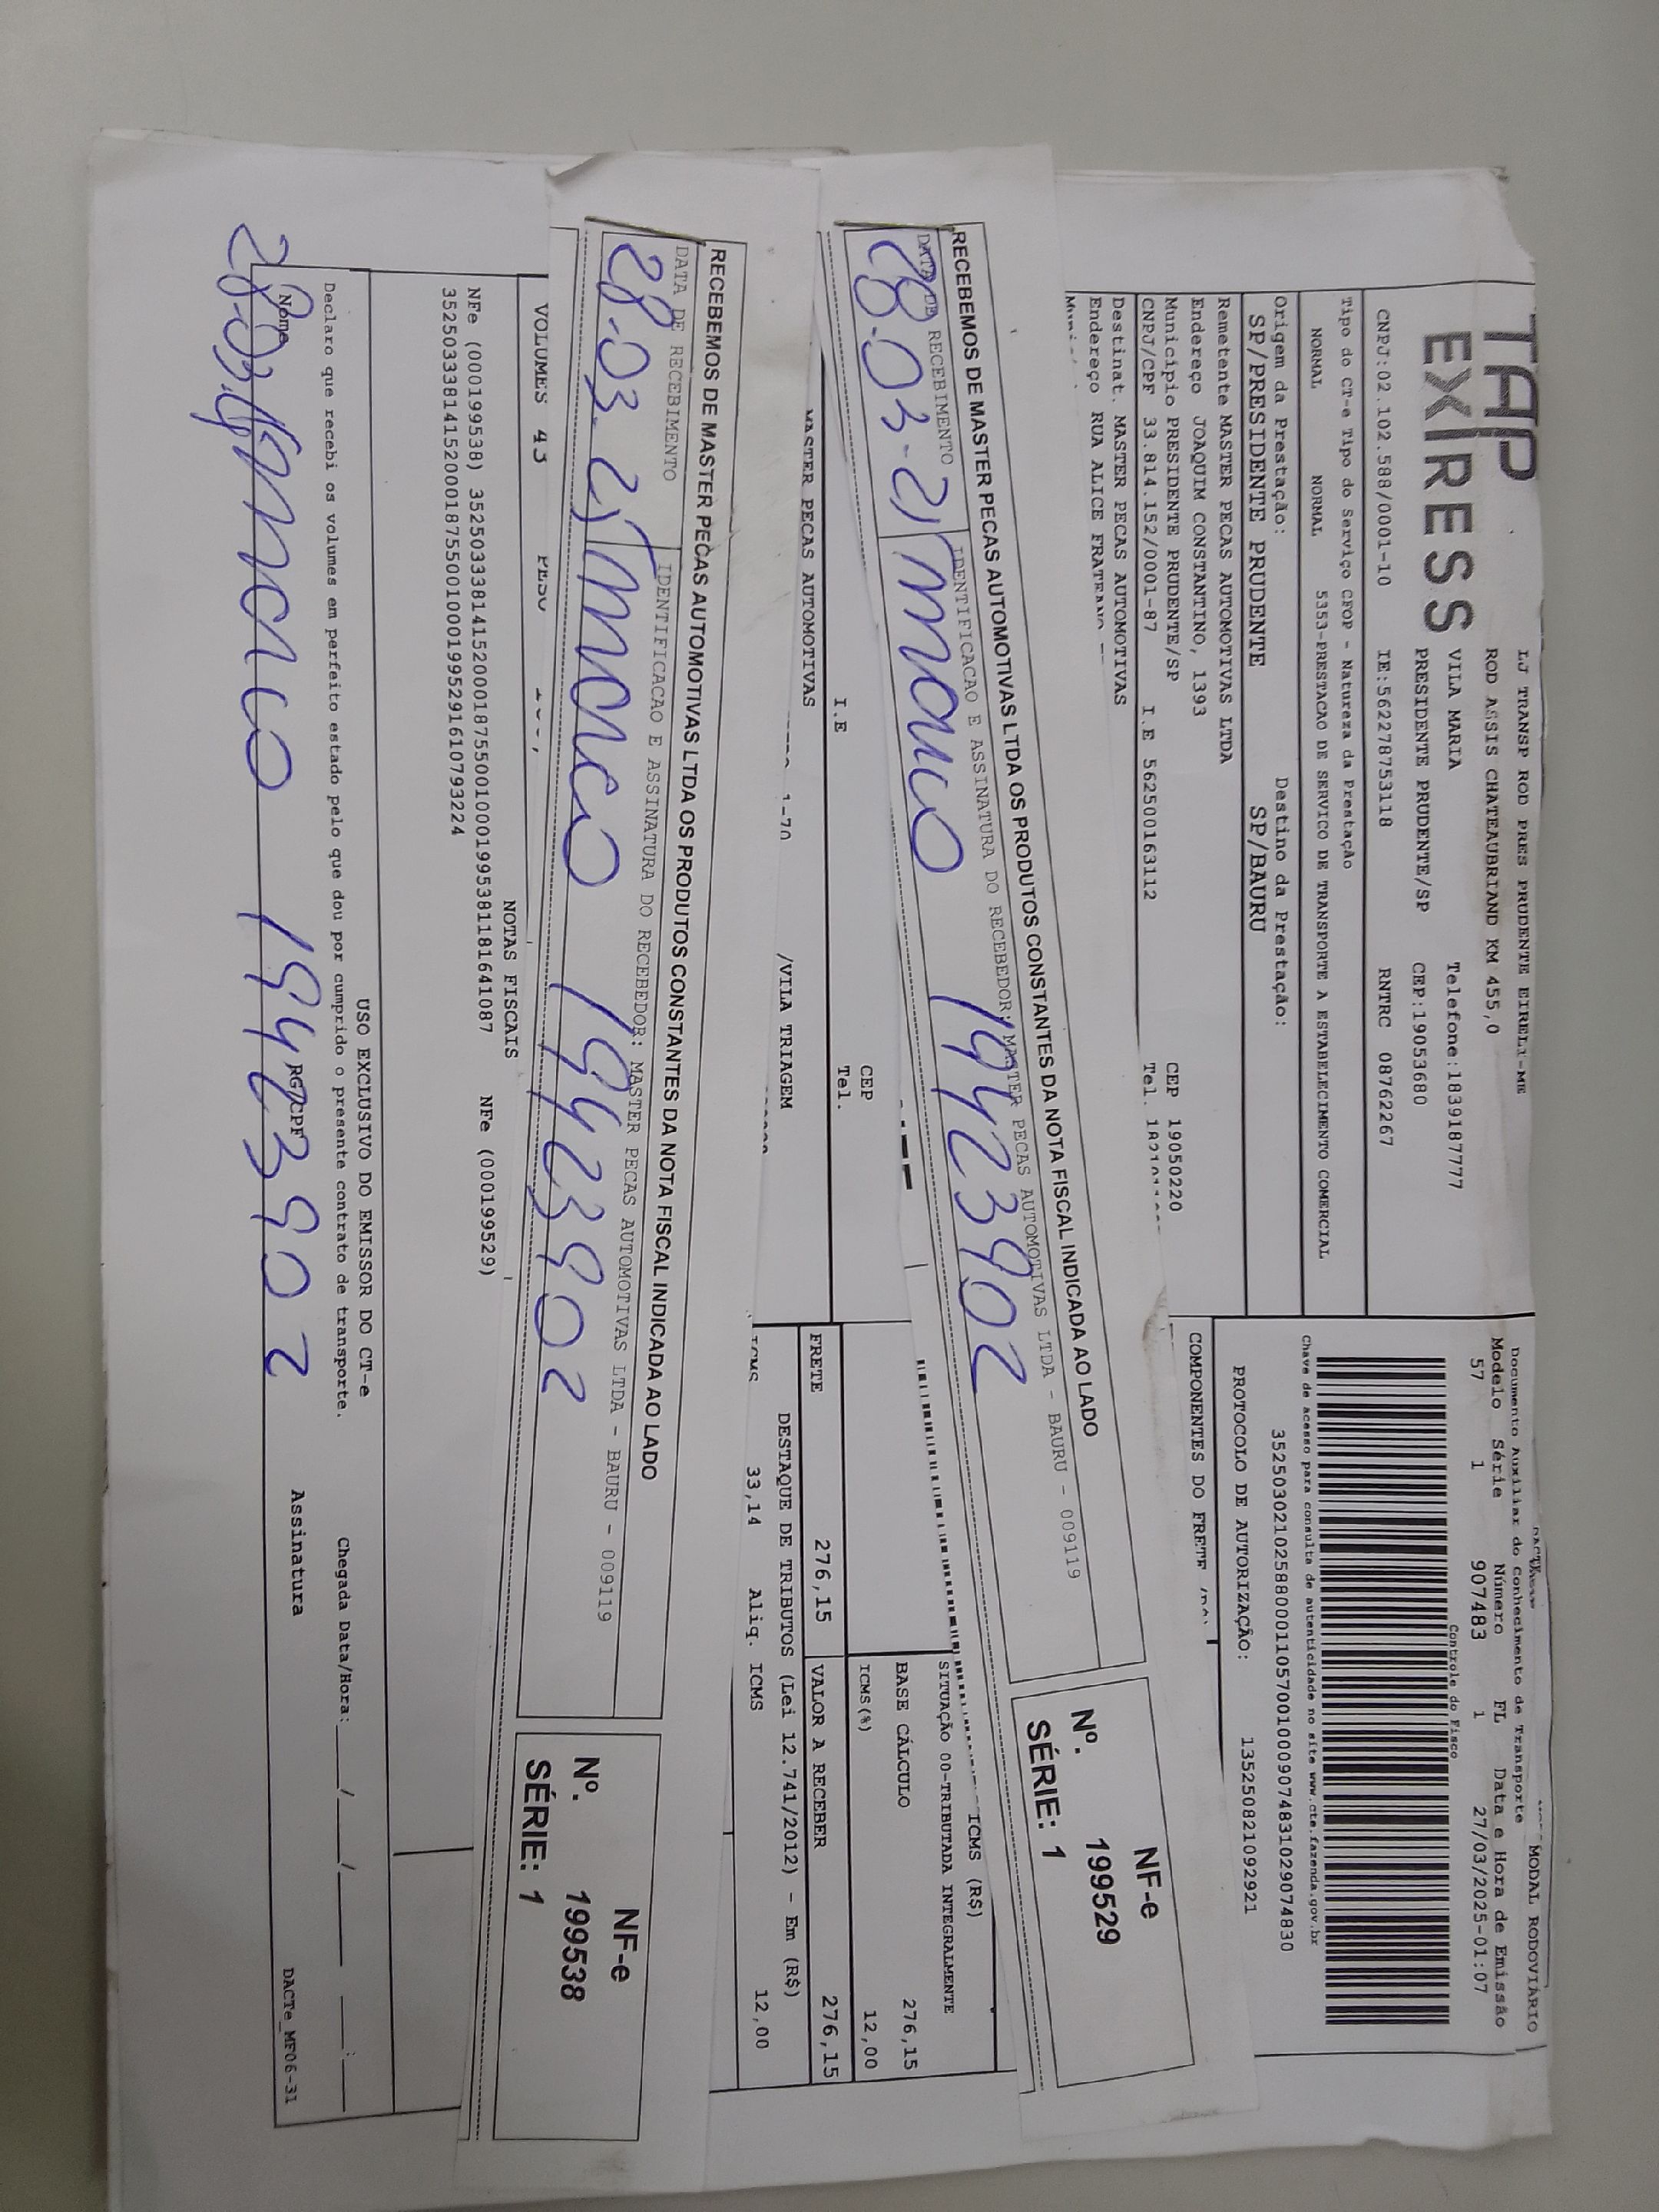 TAP
EXPRESS
LJ TRANSP ROD PRES PRUDENTE EIRELI-ME
ROD ASSIS CHATEAUBRIAND KM 455,0
VILA MARIA Telefone:1839187777
PRESIDENTE PRUDENTE/SP CEP:19053680
CNPJ:02.102.588/0001-10 IE:562278753118 RNTRC 08762267
Tipo do CT-e Tipo do Serviço CFOP - Natureza da Prestação
NORMAL NORMAL 5353-PRESTACAO DE SERVICO DE TRANSPORTE A ESTABELECIMENTO COMERCIAL
Origem da Prestação: Destino da Prestação:
SP/PRESIDENTE PRUDENTE SP/BAURU
Remetente MASTER PECAS AUTOMOTIVAS LTDA
Endereço JOAQUIM CONSTANTINO, 1393
Município PRESIDENTE PRUDENTE/SP CEP 19050220
CNPJ/CPF 33.814.152/0001-87 I.E 562500163112 Tel.
Destinat. MASTER PECAS AUTOMOTIVAS
Endereço RUA ALICE
MODAL RODOVIÁRIO
Documento Auxiliar do Conhecimento de Transporte
Modelo Série Número FL Data e Hora de Emissão
57 1 907483 1 27/03/2025-01:07
Controle do Fisco
Chave de acesso para consulta de autenticidade no site www.cte.fazenda.gov.br
35250302102588000110570010009074831029074830
PROTOCOLO DE AUTORIZAÇÃO: 135250821092921
COMPONENTES DO FRETE
RECEBEMOS DE MASTER PECAS AUTOMOTIVAS LTDA OS PRODUTOS CONSTANTES DA NOTA FISCAL INDICADA AO LADO
DATA DE RECEBIMENTO IDENTIFICACAO E ASSINATURA DO RECEBEDOR: MASTER PECAS AUTOMOTIVAS LTDA - BAURU - 009119
19423902
NF-e
Nº. 199529
SÉRIE: 1
ICMS (R$)
SITUAÇÃO 00-TRIBUTADA INTEGRALMENTE
BASE CÁLCULO 276,15
ICMS(%) 12,00
CEP
I.E Tel.
MASTER PECAS AUTOMOTIVAS
/VILA TRIAGEM
FRETE 276,15 VALOR A RECEBER 276,15
DESTAQUE DE TRIBUTOS (Lei 12.741/2012) - Em (R$)
ICMS 33,14 Aliq. ICMS 12,00
RECEBEMOS DE MASTER PEÇAS AUTOMOTIVAS LTDA OS PRODUTOS CONSTANTES DA NOTA FISCAL INDICADA AO LADO
DATA DE RECEBIMENTO IDENTIFICACAO E ASSINATURA DO RECEBEDOR: MASTER PECAS AUTOMOTIVAS LTDA - BAURU - 009119
28.03.25 19423902
NF-e
Nº. 199538
SÉRIE: 1
VOLUMES 43
NOTAS FISCAIS
NFe (000199538) 35250333814152000187550010001995381181641087 NFe (000199529)
35250333814152000187550010001995291610793224
USO EXCLUSIVO DO EMISSOR DO CT-e
Declaro que recebi os volumes em perfeito estado pelo que dou por cumprido o presente contrato de transporte. Chegada Data/Hora:___/___/_____ ___:___
Nome RG/CPF Assinatura
19423902
DACTe_MF06-31